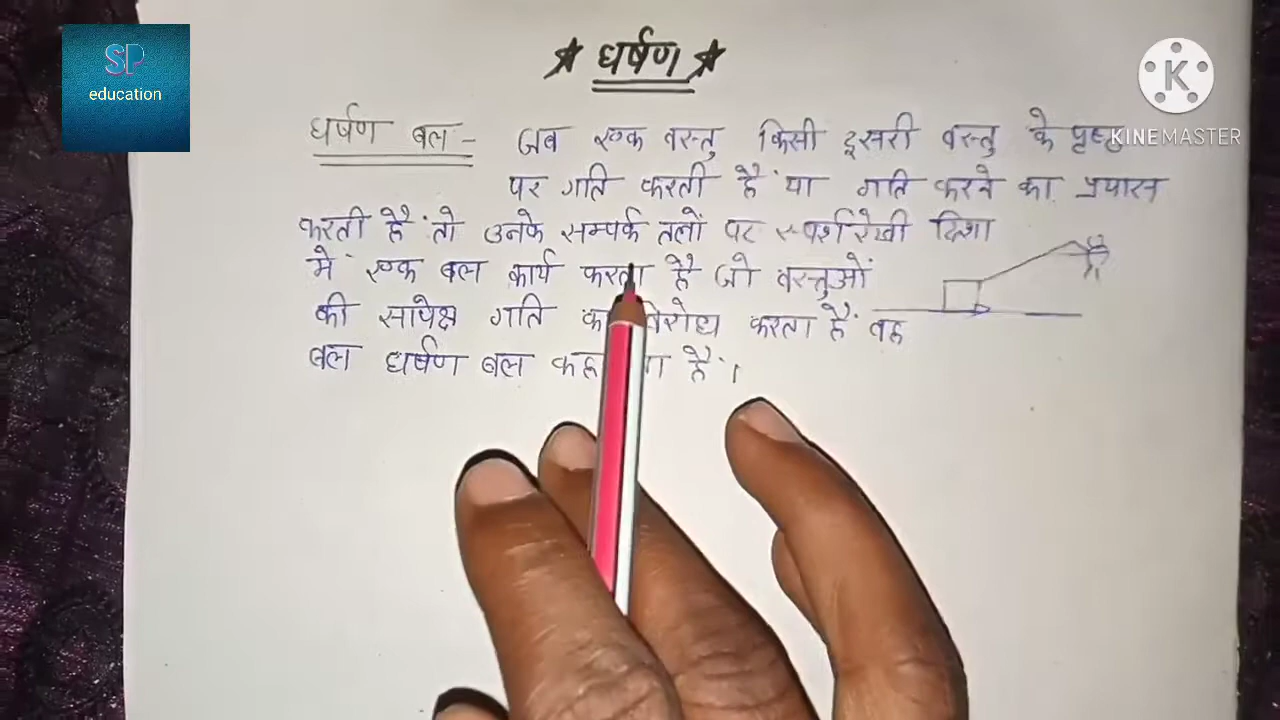 SP
education
★ घर्षण ★
KINEMASTER
घर्षण बल :- जब एक वस्तु किसी दूसरी वस्तु के पृष्ठ
पर गति करती है या गति करने का प्रयास
करती है तो उनके सम्पर्क तलों पर स्पर्शरेखी दिशा
में एक बल कार्य करता है जो वस्तुओं
की सापेक्ष गति का विरोध करता है वह
बल घर्षण बल है ।